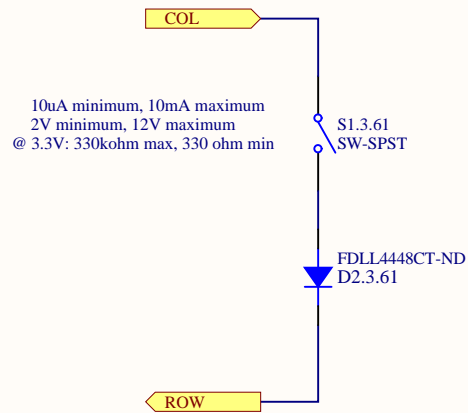 COL
10uA minimum, 10mA maximum
2V minimum, 12V maximum
@ 3.3V: 330kohm max, 330 ohm min
S1.3.61
SW-SPST
FDLL4448CT-ND
D2.3.61
ROW